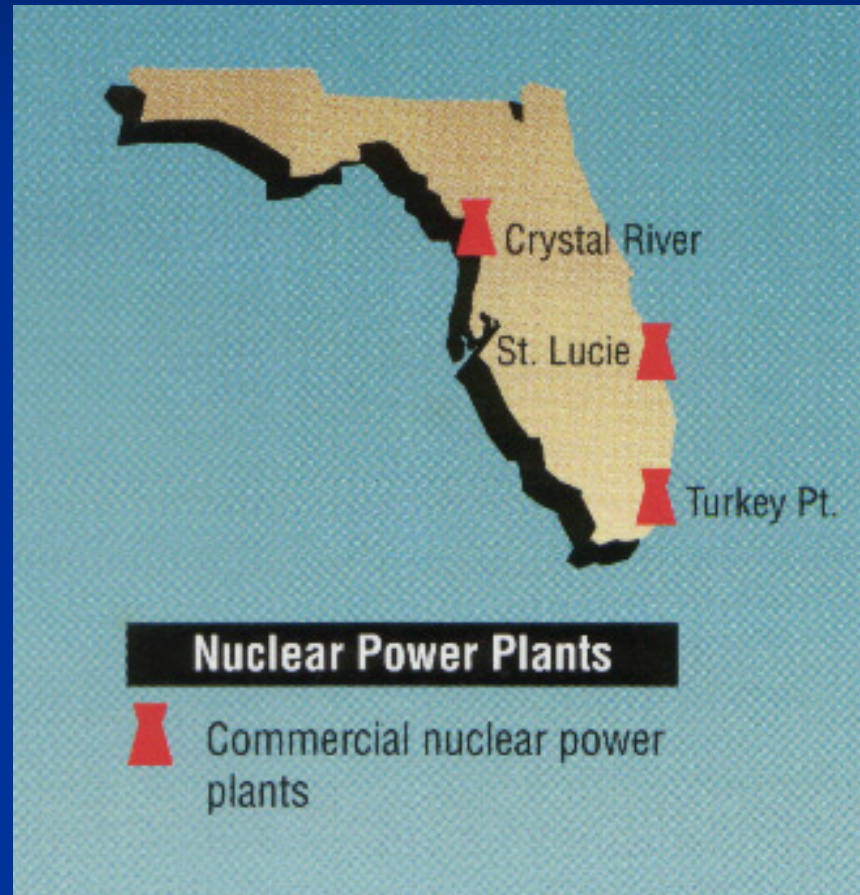 Crystal River
St. Lucie
Turkey Pt.
Nuclear Power Plants
Commercial nuclear power
plants